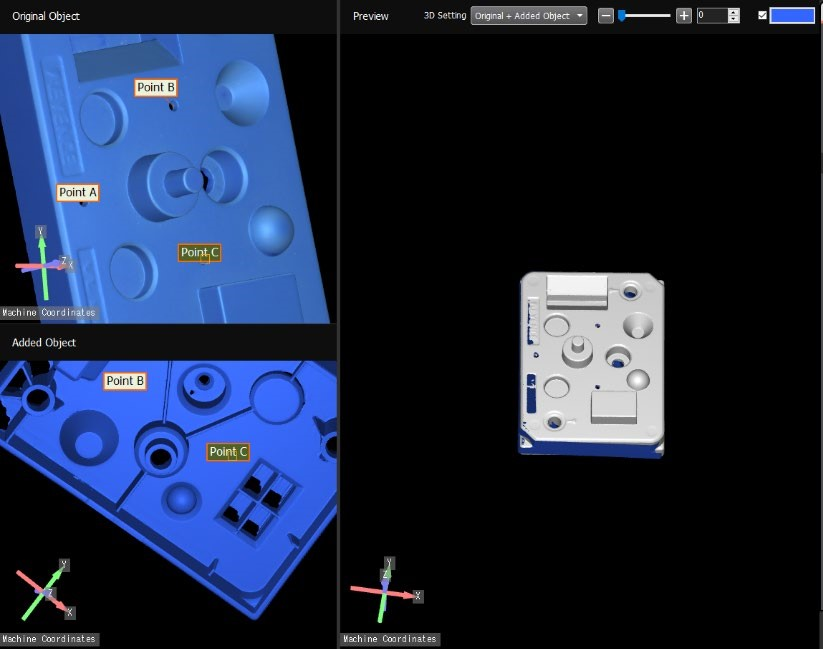 Original Object
Point B
Point A
Point C
Y
Z
X
Machine Coordinates
Added Object
Point B
Point C
Y
Z
X
Machine Coordinates
Preview
3D Setting
Original + Added Object
0
Y
Z
X
Machine Coordinates